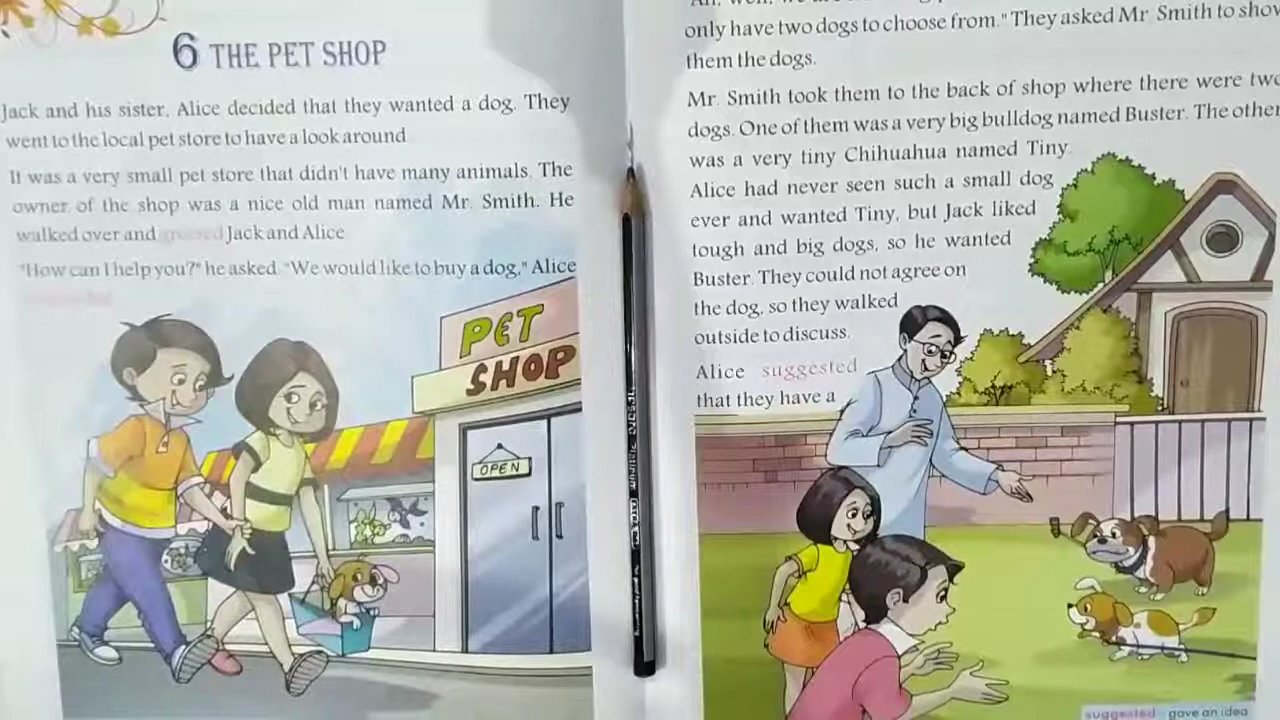 6 THE PET SHOP
Jack and his sister, Alice decided that they wanted a dog. They
went to the local pet store to have a look around
It was a very small pet store that didn't have many animals. The
owner of the shop was a nice old man named Mr. Smith. He
walked over and greeted Jack and Alice
"How can I help you?" he asked. "We would like to buy a dog," Alice
PET
SHOP
OPEN
only have two dogs to choose from." They asked Mr Smith to show
them the dogs.
Mr. Smith took them to the back of shop where there were two
dogs. One of them was a very big bulldog named Buster. The other
was a very tiny Chihuahua named Tiny.
Alice had never seen such a small dog
ever and wanted Tiny, but Jack liked
tough and big dogs, so he wanted
Buster. They could not agree on
the dog, so they walked
outside to discuss.
Alice suggested
that they have a
suggested gave an idea